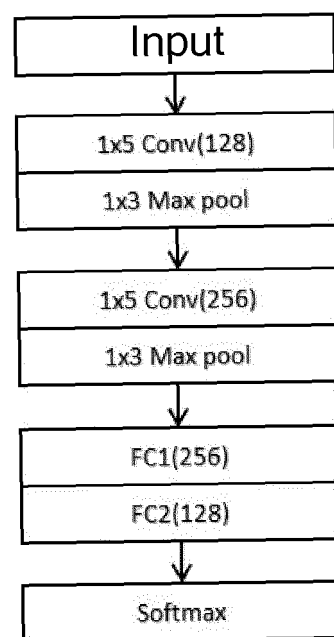 Input
1x5 Conv(128)
1x3 Max pool
1x5 Conv(256)
1x3 Max pool
FC1(256)
FC2(128)
Softmax